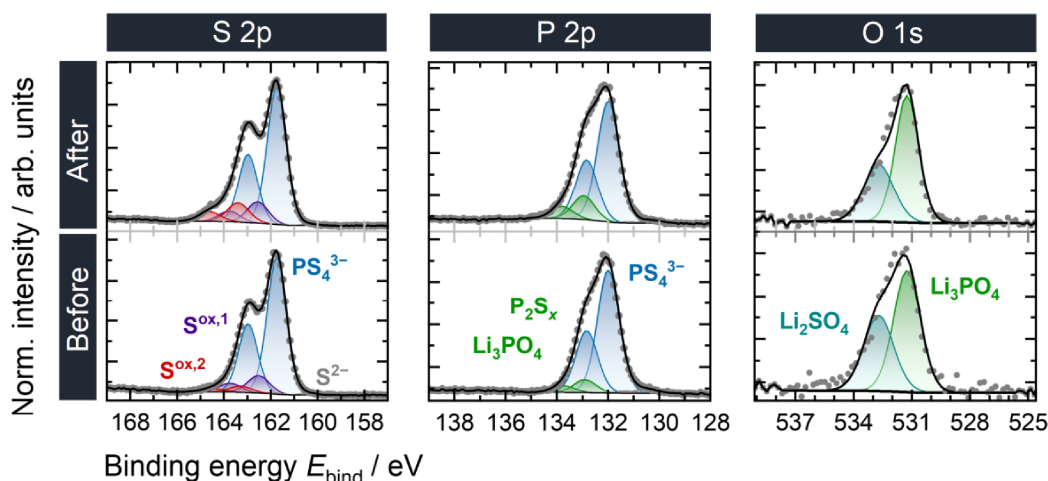 S 2p
P 2p
O 1s
Norm. intensity / arb. units
After
Before
PS₄³⁻
Sᵒˣ,¹
Sᵒˣ,²
S²⁻
P₂Sₓ
Li₃PO₄
PS₄³⁻
Li₂SO₄
Li₃PO₄
168 166 164 162 160 158
138 136 134 132 130 128
537 534 531 528 525
Binding energy E_bind / eV